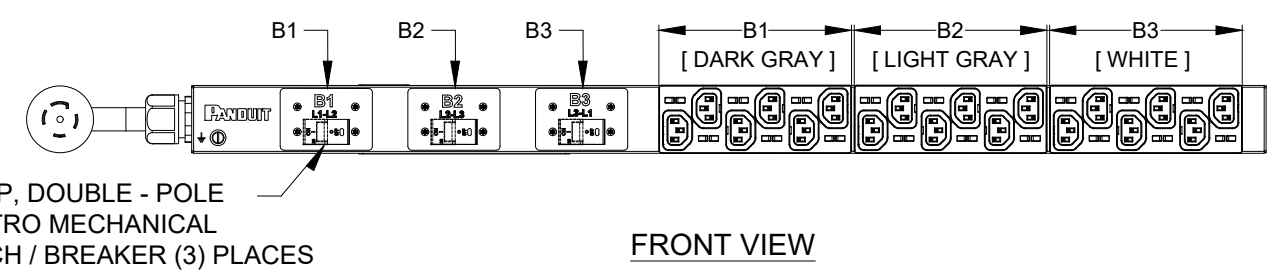 B1 B2 B3 B1 B2 B3
[ DARK GRAY ] [ LIGHT GRAY ] [ WHITE ]
PANDUIT
B1 B2 B3
L1-L2 L2-L3 L3-L1
P, DOUBLE - POLE
TRO MECHANICAL
CH / BREAKER (3) PLACES
FRONT VIEW